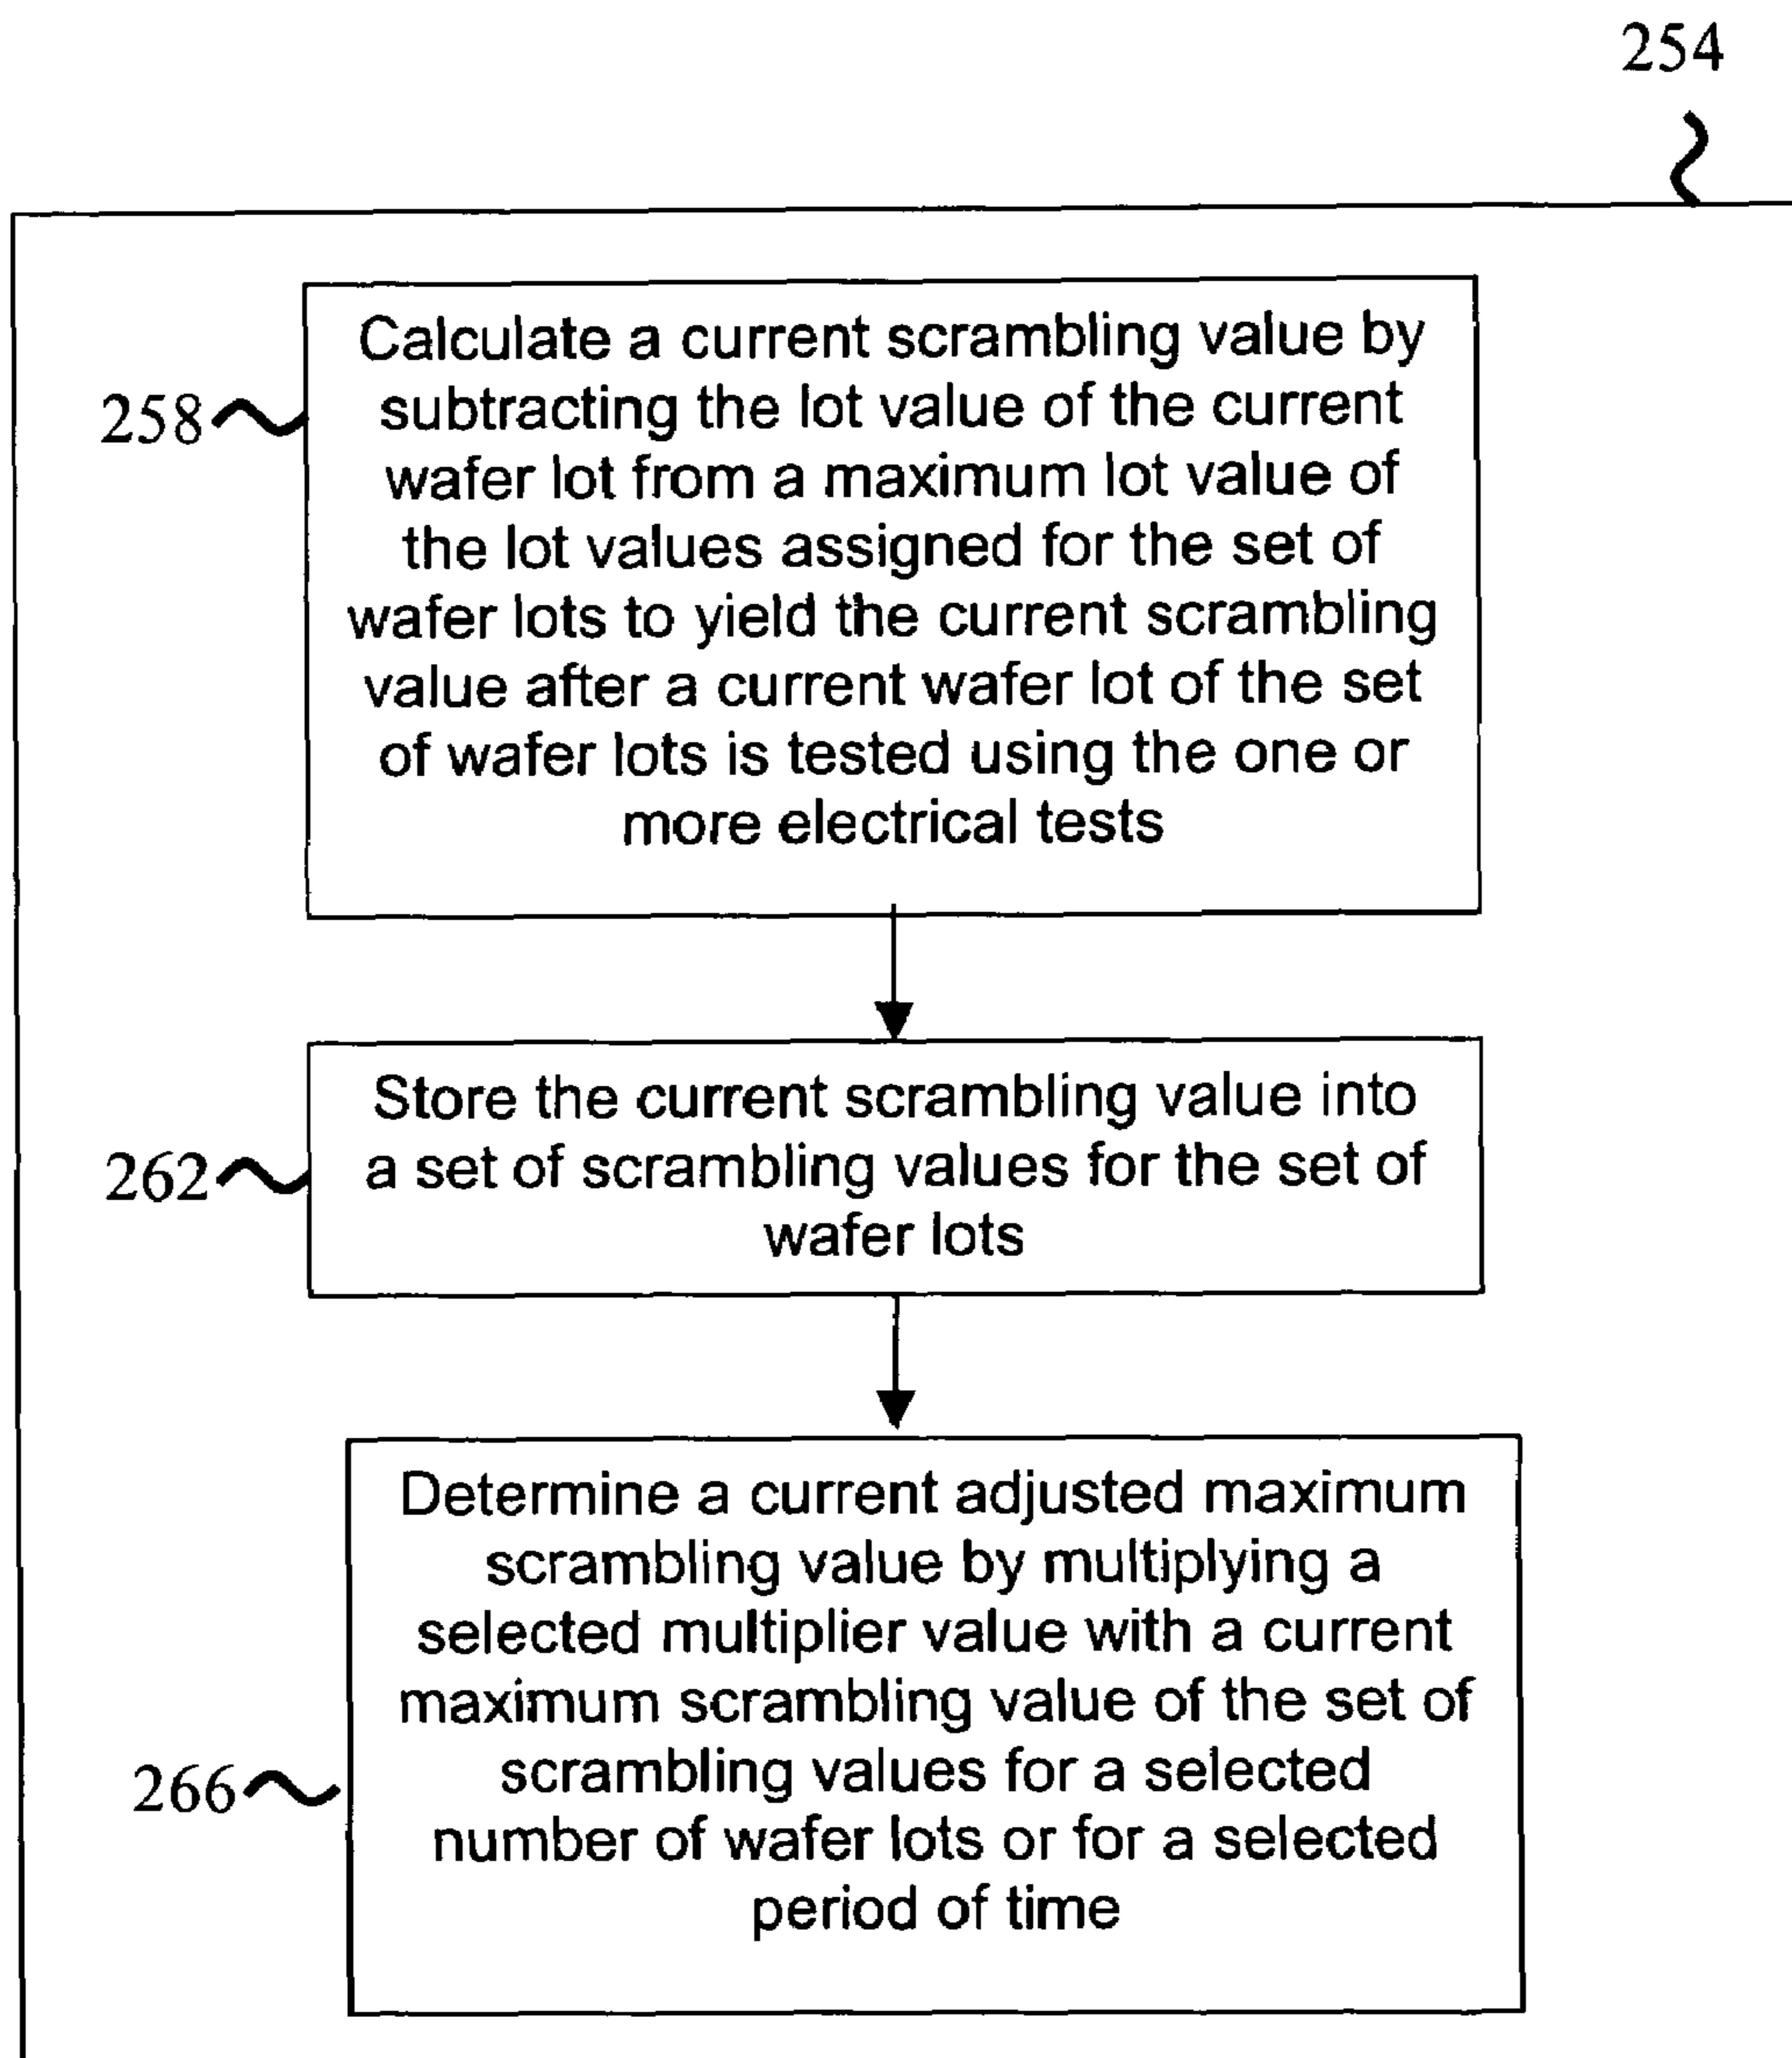 254
Calculate a current scrambling value by
subtracting the lot value of the current
258
wafer lot from a maximum lot value of
the lot values assigned for the set of
wafer lots to yield the current scrambling
value after a current wafer lot of the set
of wafer lots is tested using the one or
more electrical tests
Store the current scrambling value into
262
a set of scrambling values for the set of
wafer lots
Determine a current adjusted maximum
scrambling value by multiplying a
selected multiplier value with a current
maximum scrambling value of the set of
266
scrambling values for a selected
number of wafer lots or for a selected
period of time